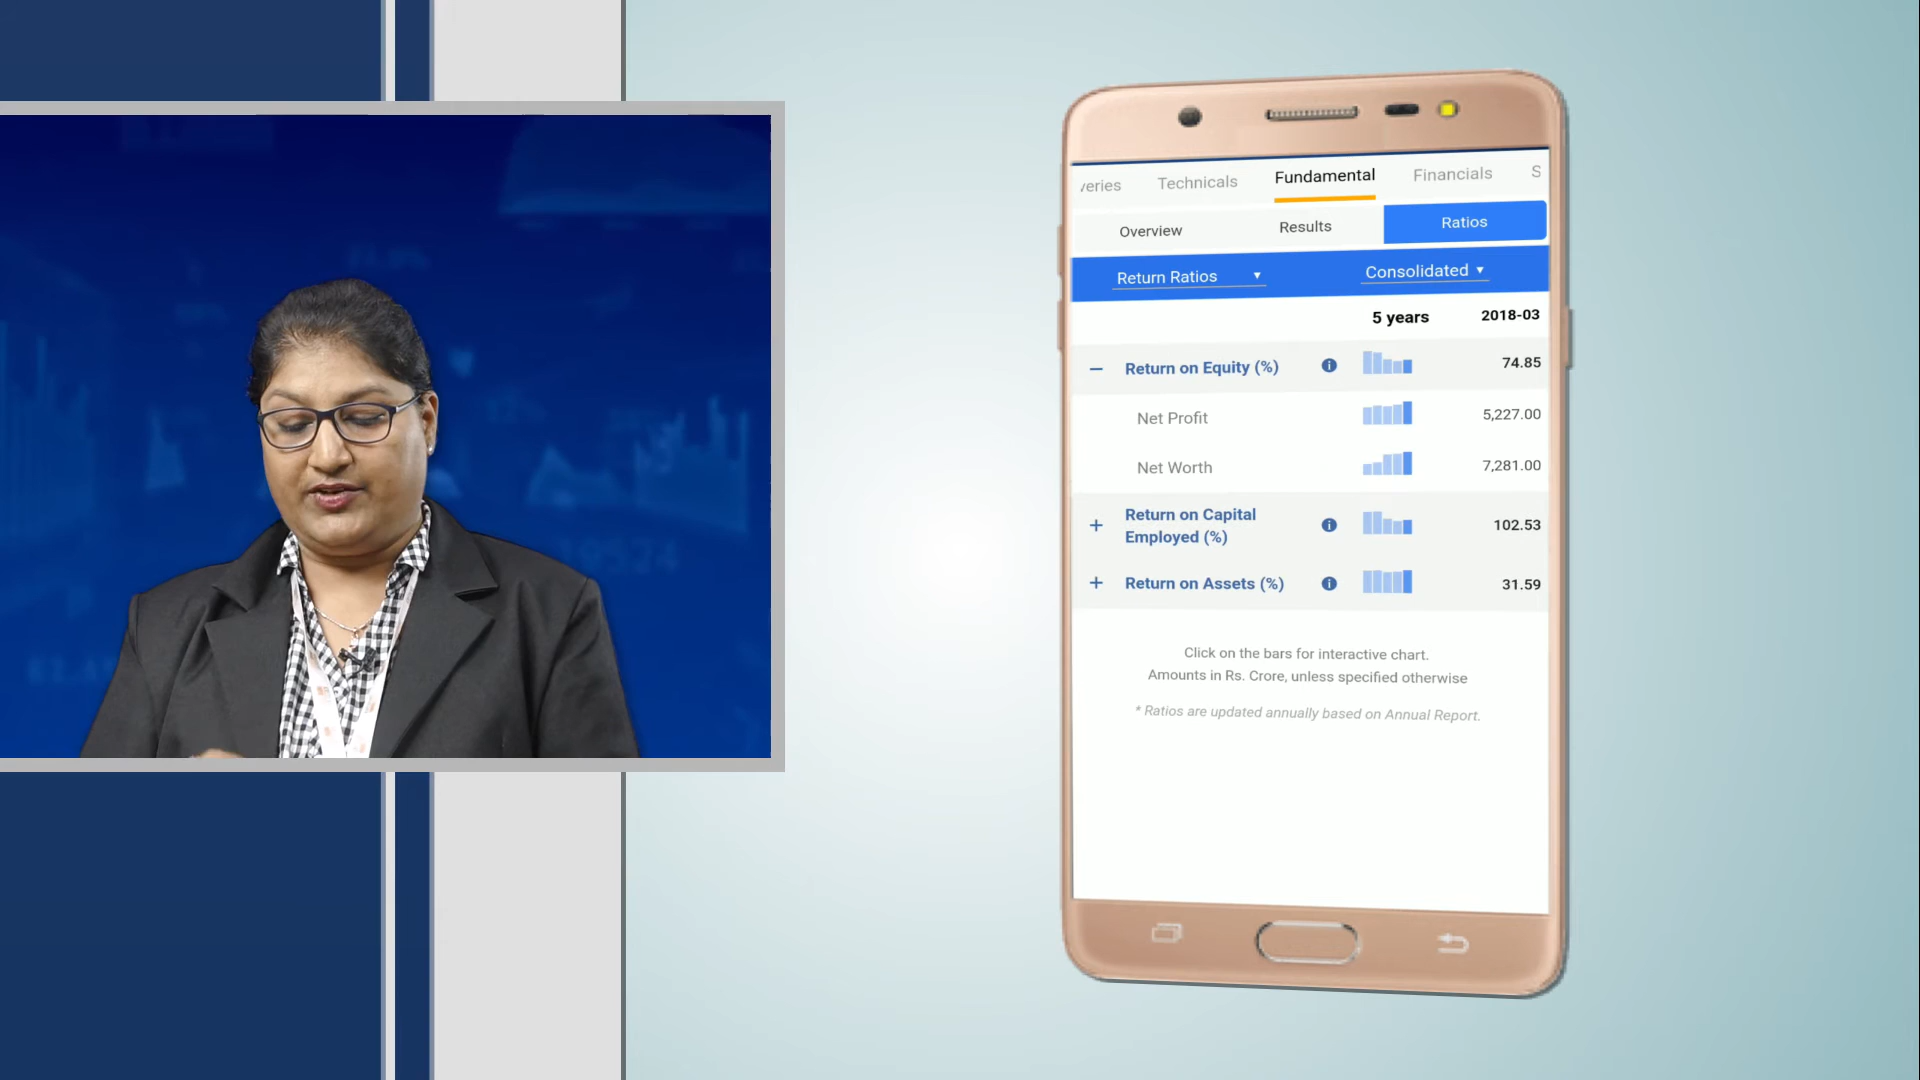 veries Technicals Fundamental Financials S
Overview Results Ratios
Return Ratios Consolidated
5 years 2018-03
Return on Equity (%) 74.85
Net Profit 5,227.00
Net Worth 7,281.00
Return on Capital
Employed (%) 102.53
Return on Assets (%) 31.59
Click on the bars for interactive chart.
Amounts in Rs. Crore, unless specified otherwise
* Ratios are updated annually based on Annual Report.